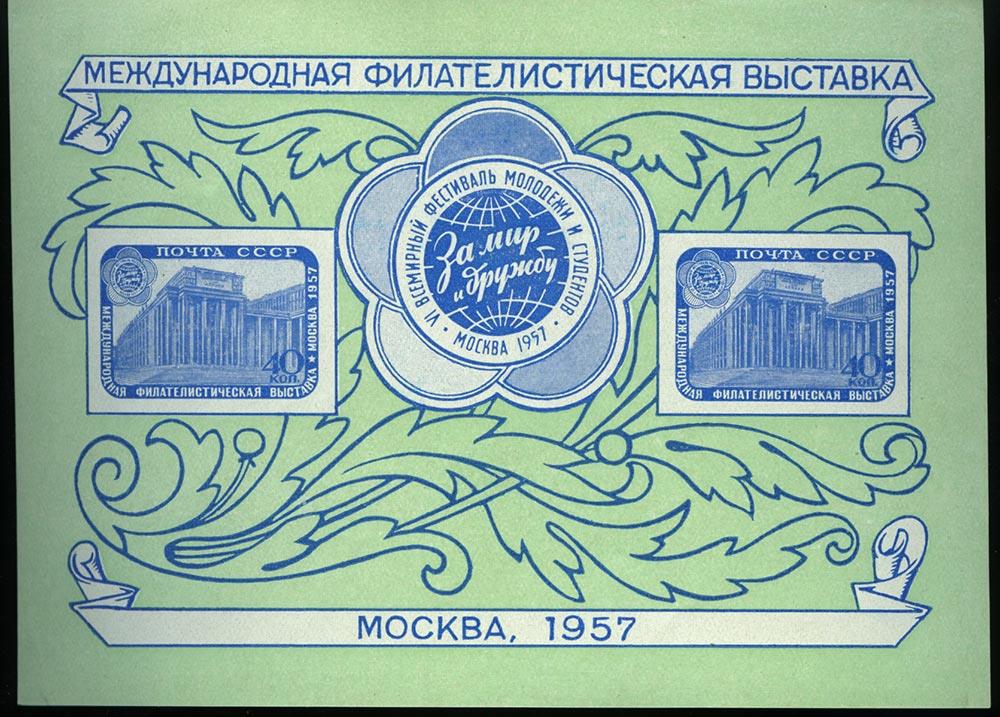 МЕЖДУНАРОДНАЯ ФИЛАТЕЛИСТИЧЕСКАЯ ВЫСТАВКА
VI ВСЕМИРНЫЙ ФЕСТИВАЛЬ МОЛОДЕЖИ И СТУДЕНТОВ
За мир
и дружбу
• МОСКВА 1957 •
ПОЧТА СССР
МЕЖДУНАРОДНАЯ ФИЛАТЕЛИСТИЧЕСКАЯ ВЫСТАВКА ★ МОСКВА 1957
40
КОП.
ПОЧТА СССР
МЕЖДУНАРОДНАЯ ФИЛАТЕЛИСТИЧЕСКАЯ ВЫСТАВКА ★ МОСКВА 1957
40
КОП.
МОСКВА, 1957